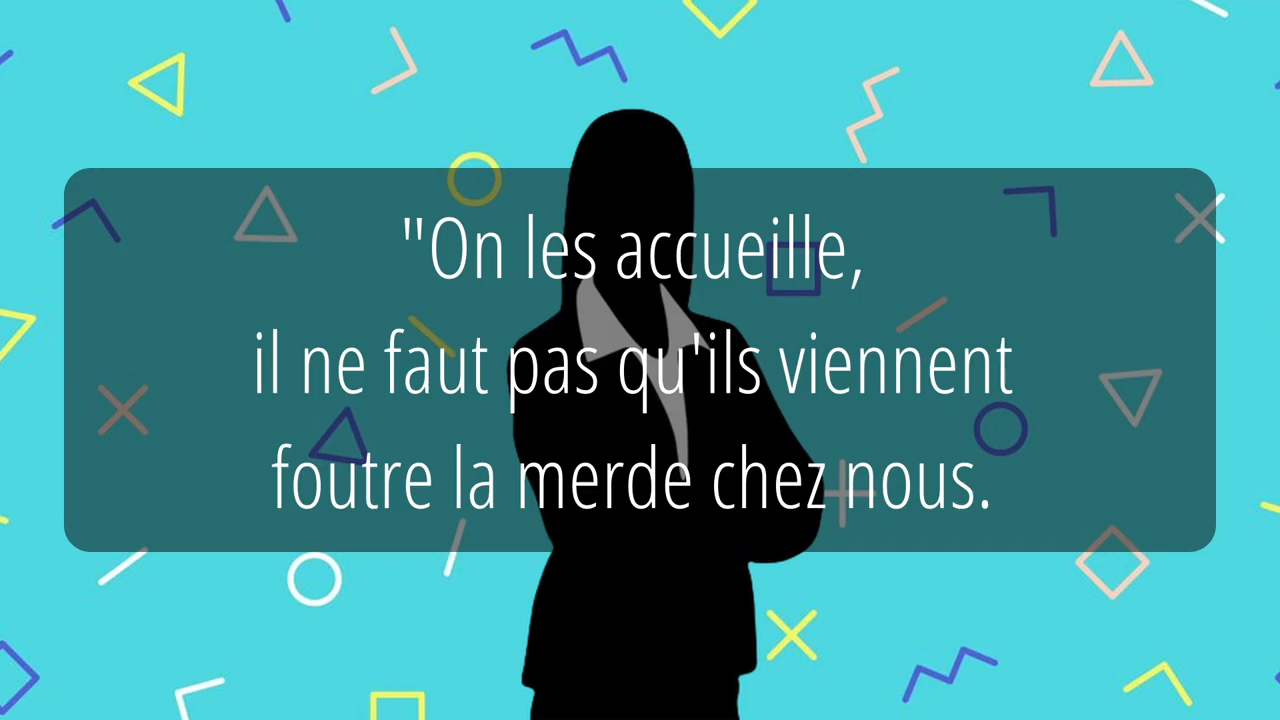 "On les accueille,
il ne faut pas qu'ils viennent
foutre la merde chez nous.